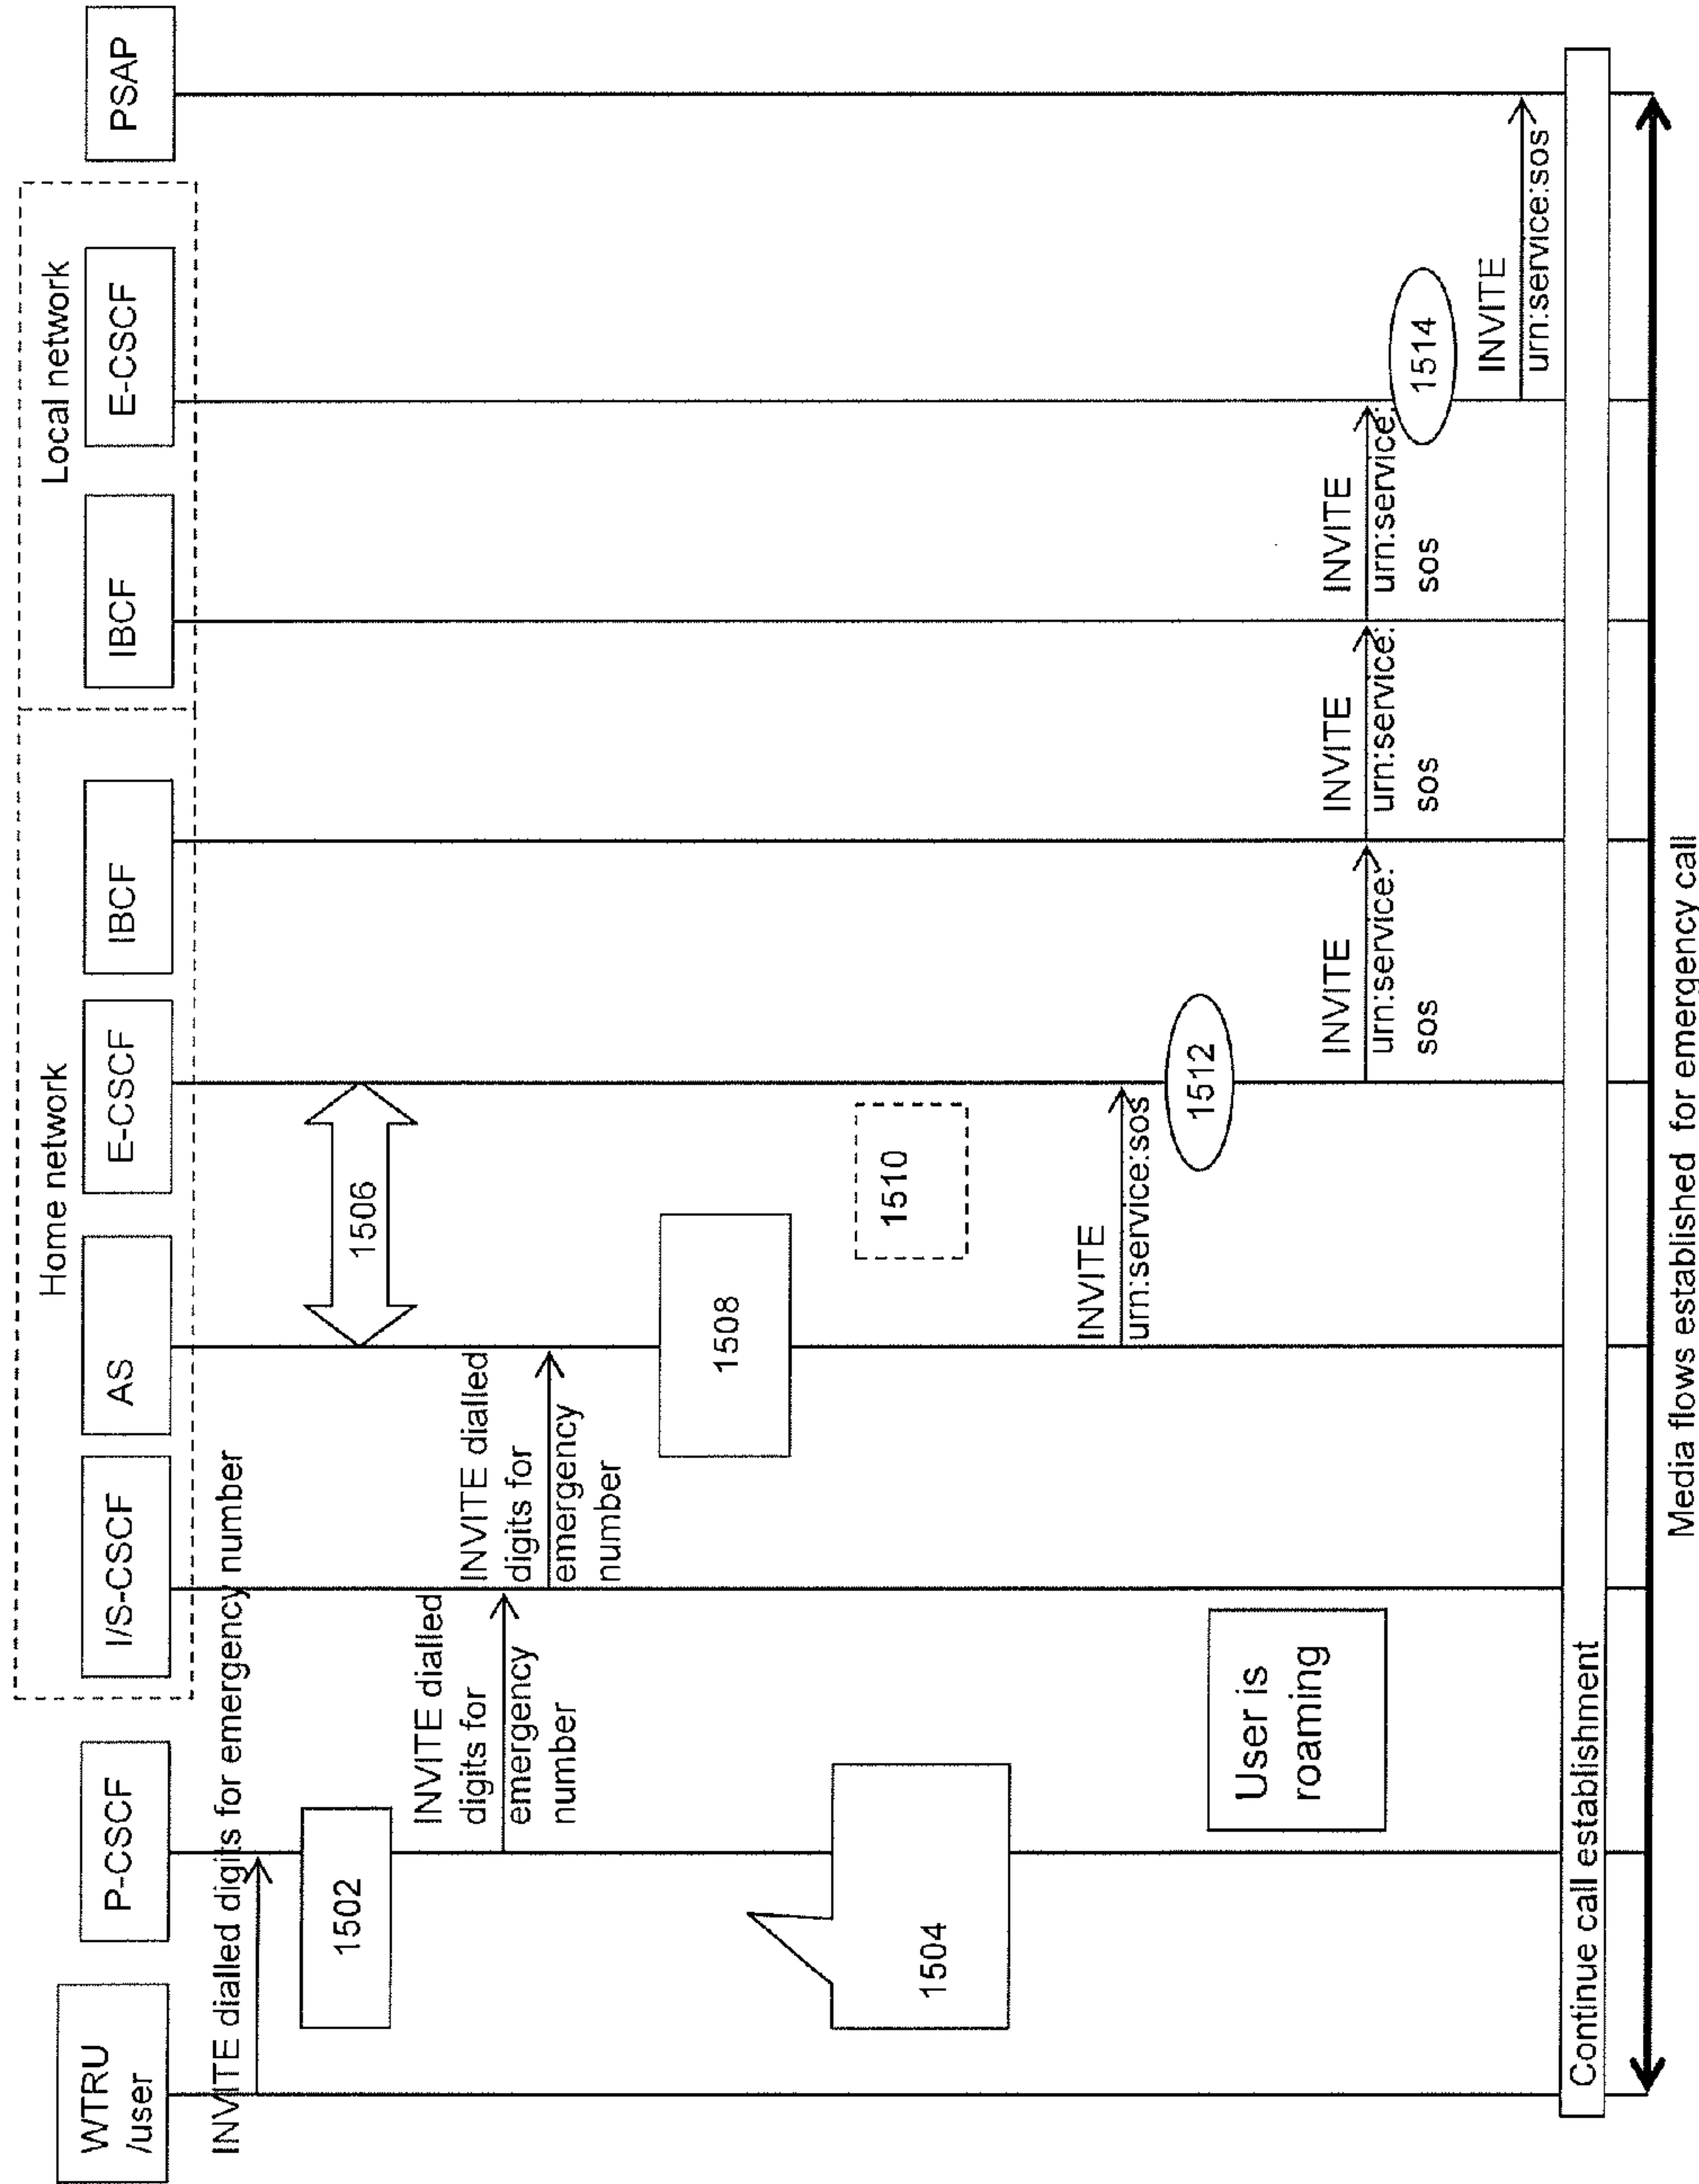 Home network
Local network
WTRU
/user
P-CSCF
I/S-CSCF
AS
E-CSCF
IBCF
IBCF
E-CSCF
PSAP
INVITE dialled digits for emergency number
1502
1506
INVITE dialled
digits for
emergency
number
INVITE dialled
digits for
emergency
number
1508
1504
1510
INVITE
urn:service:sos
1512
User is
roaming
INVITE
urn:service:
sos
INVITE
urn:service:
sos
INVITE
urn:service:
sos
1514
INVITE
urn:service:sos
Continue call establishment
Media flows established for emergency call